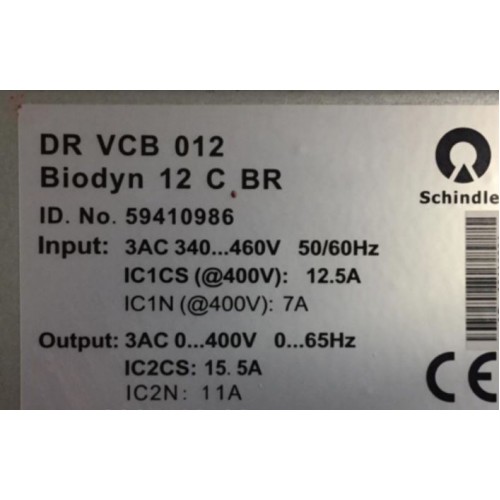 DR VCB 012
Biodyn 12 C BR
Schindle
ID. No. 59410986
Input: 3AC 340...460V 50/60Hz
IC1CS (@400V): 12.5A
IC1N (@400V): 7A
Output: 3AC 0...400V 0...65Hz
IC2CS: 15.5A
IC2N: 11A
CE